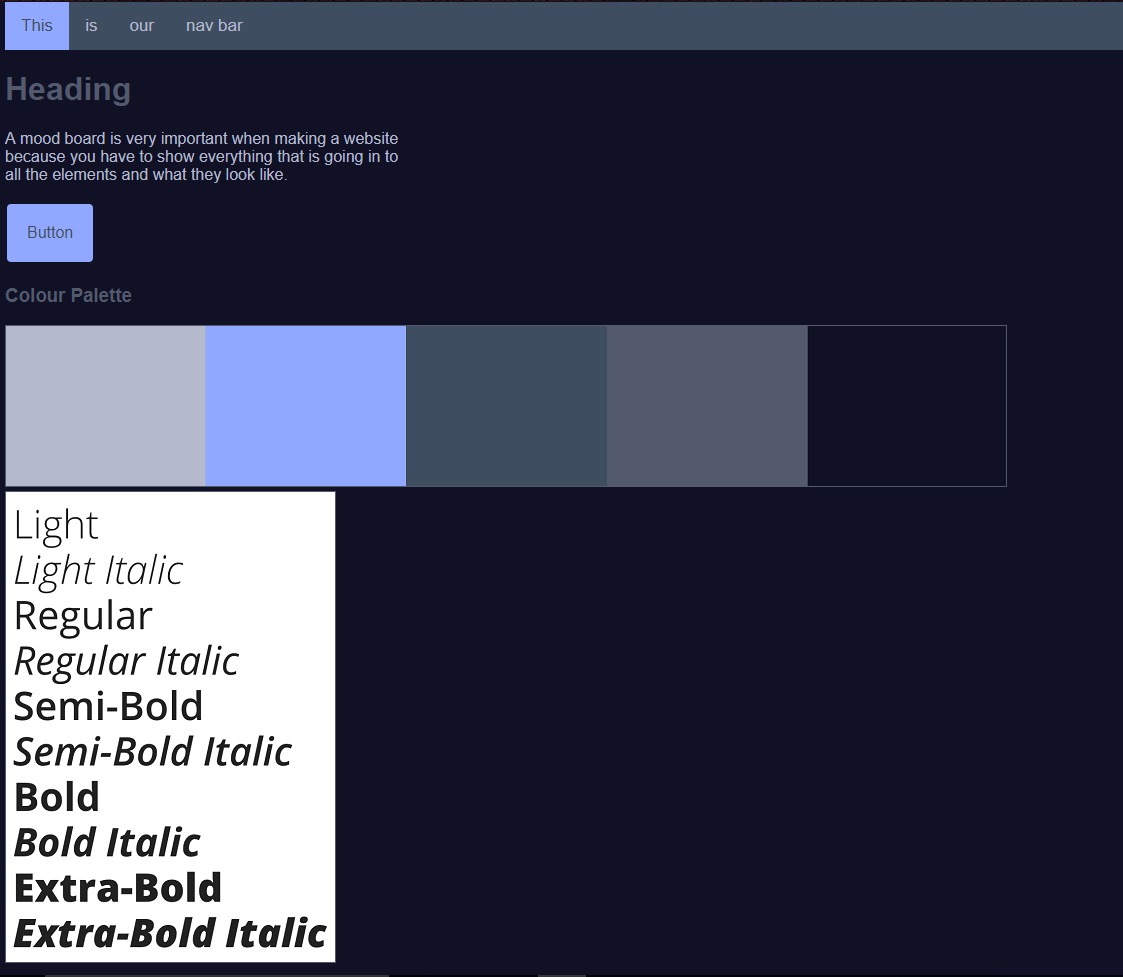 This is our nav bar
Heading
A mood board is very important when making a website
because you have to show everything that is going in to
all the elements and what they look like.
Button
Colour Palette
Light
Light Italic
Regular
Regular Italic
Semi-Bold
Semi-Bold Italic
Bold
Bold Italic
Extra-Bold
Extra-Bold Italic